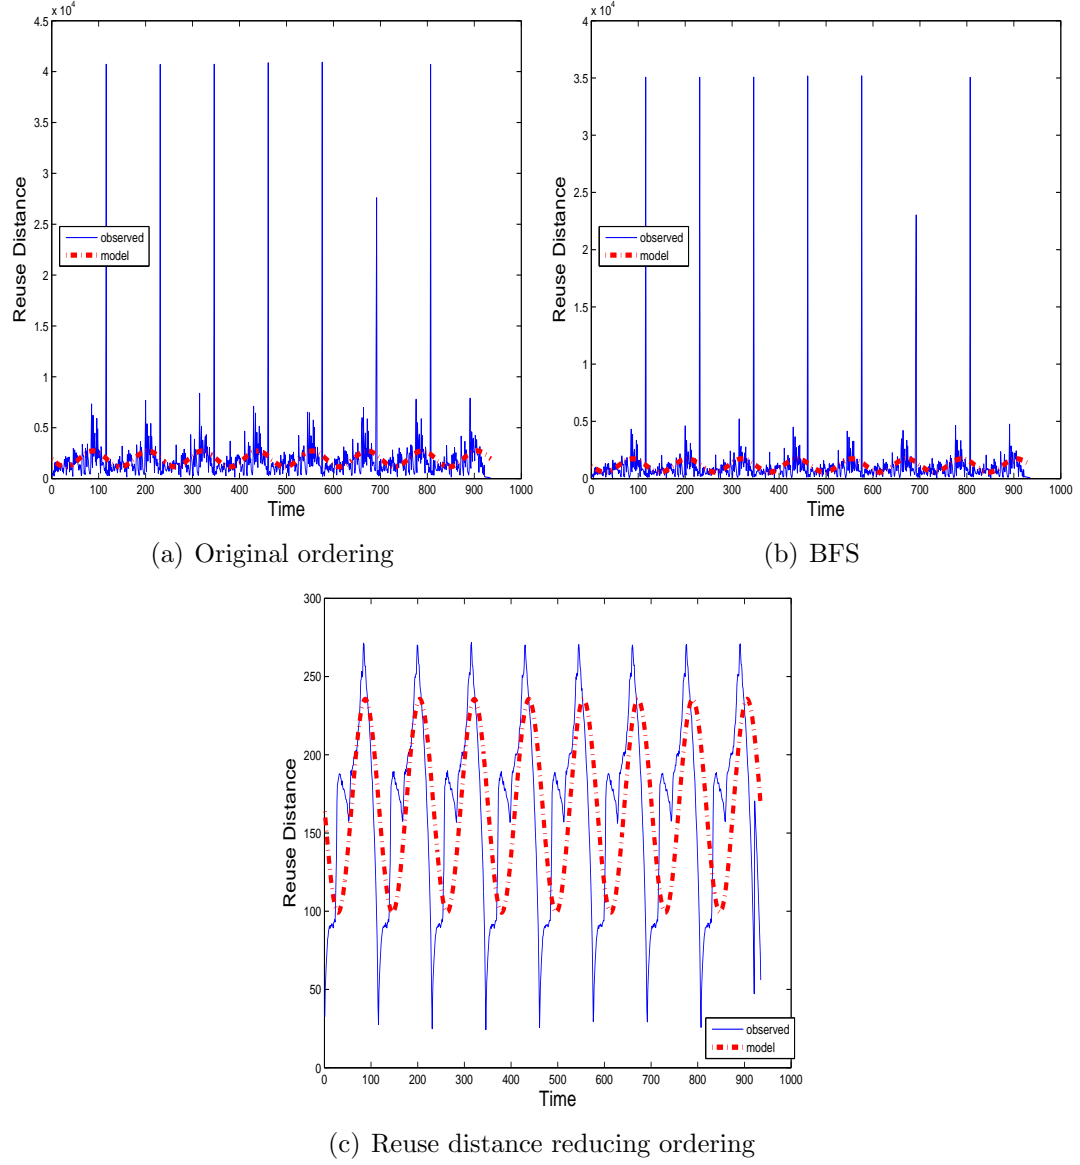 x 10⁴
4.5
4
3.5
3
2.5
2
1.5
1
0.5
0
0 100 200 300 400 500 600 700 800 900 1000
Reuse Distance
Time
observed
model
(a) Original ordering
x 10⁴
4
3.5
3
2.5
2
1.5
1
0.5
0
0 100 200 300 400 500 600 700 800 900 1000
Reuse Distance
Time
observed
model
(b) BFS
300
250
200
150
100
50
0
0 100 200 300 400 500 600 700 800 900 1000
Reuse Distance
Time
observed
model
(c) Reuse distance reducing ordering